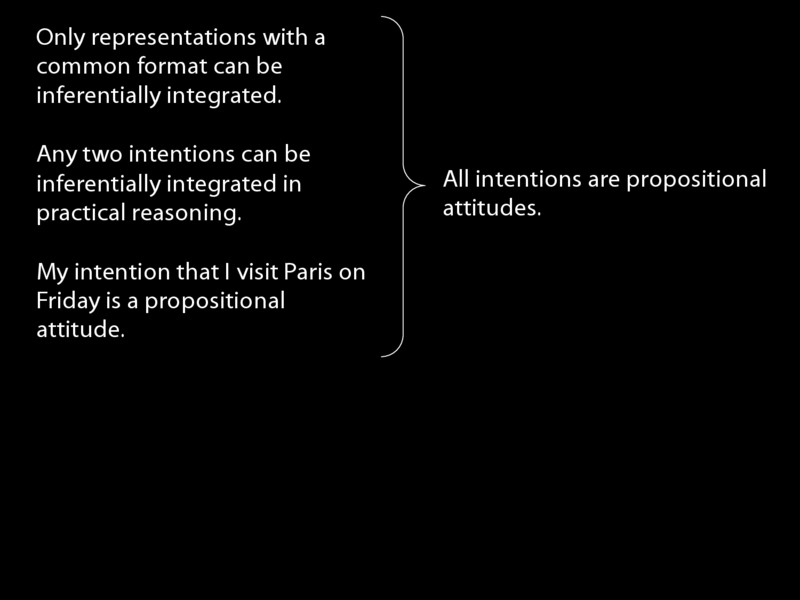 Only representations with a
common format can be
inferentially integrated.
Any two intentions can be
inferentially integrated in
practical reasoning.
My intention that I visit Paris on
Friday is a propositional
attitude.
All intentions are propositional
attitudes.